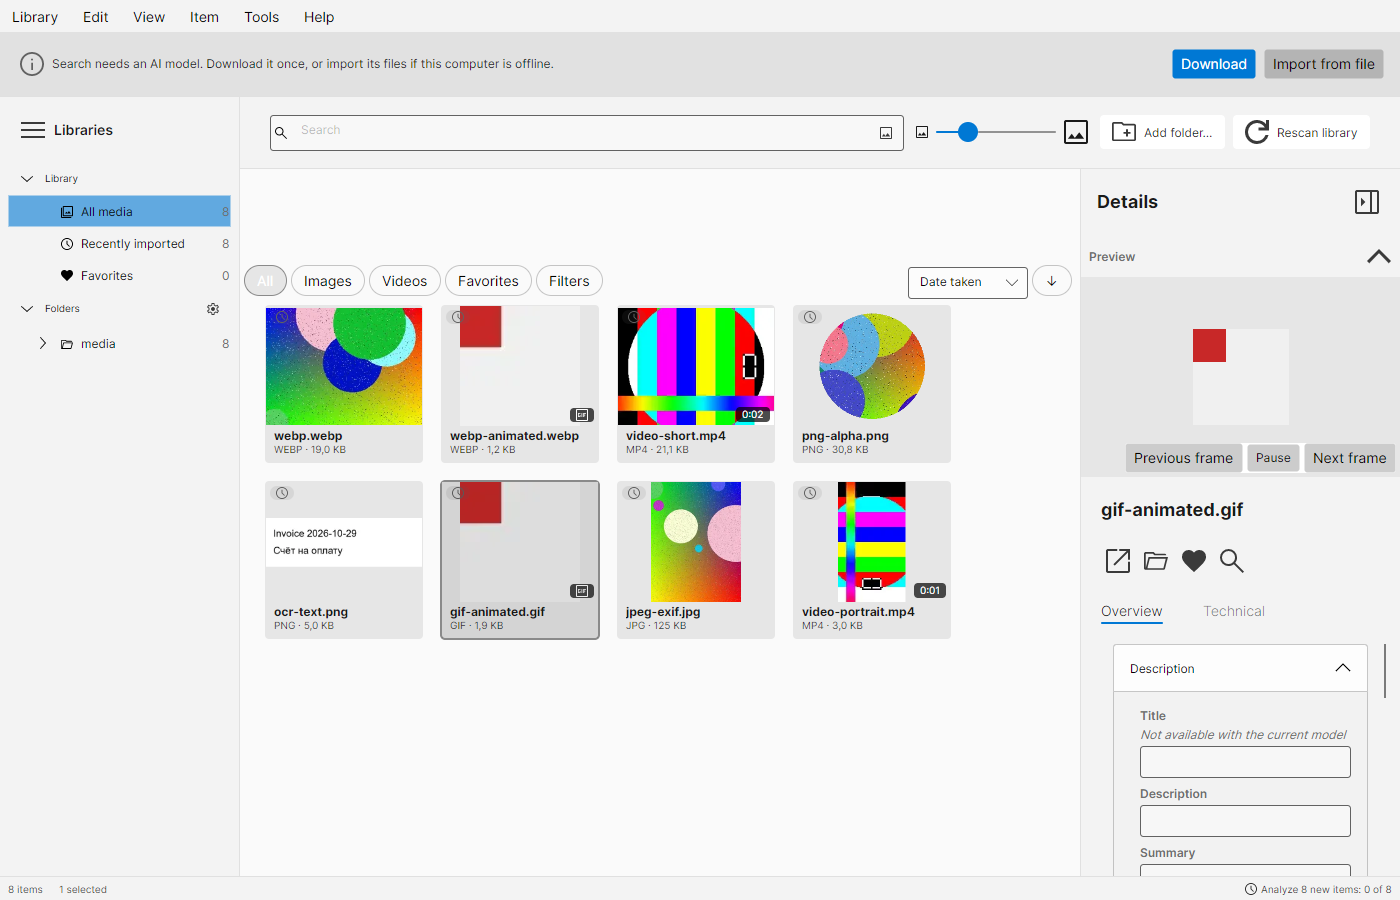 Library Edit View Item Tools Help
Search needs an AI model. Download it once, or import its files if this computer is offline.
Download
Import from file
Libraries
Search
Add folder...
Rescan library
Library
All media 8
Recently imported 8
Favorites 0
Folders
media 8
All
Images
Videos
Favorites
Filters
Date taken
webp.webp
WEBP · 19,0 KB
GIF
webp-animated.webp
WEBP · 1,2 KB
0:02
video-short.mp4
MP4 · 21,1 KB
png-alpha.png
PNG · 30,8 KB
Invoice 2026-10-29
Счёт на оплату
ocr-text.png
PNG · 5,0 KB
GIF
gif-animated.gif
GIF · 1,9 KB
jpeg-exif.jpg
JPG · 125 KB
0:01
video-portrait.mp4
MP4 · 3,0 KB
Details
Preview
Previous frame
Pause
Next frame
gif-animated.gif
Overview
Technical
Description
Title
Not available with the current model
Description
Summary
8 items
1 selected
Analyze 8 new items: 0 of 8